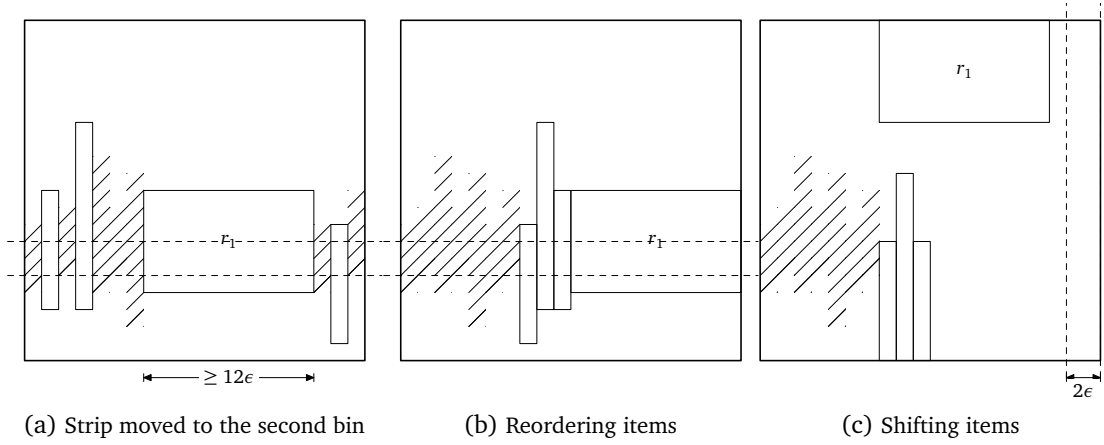 r₁
r₁
r₁
≥ 12ϵ
2ϵ
(a) Strip moved to the second bin
(b) Reordering items
(c) Shifting items